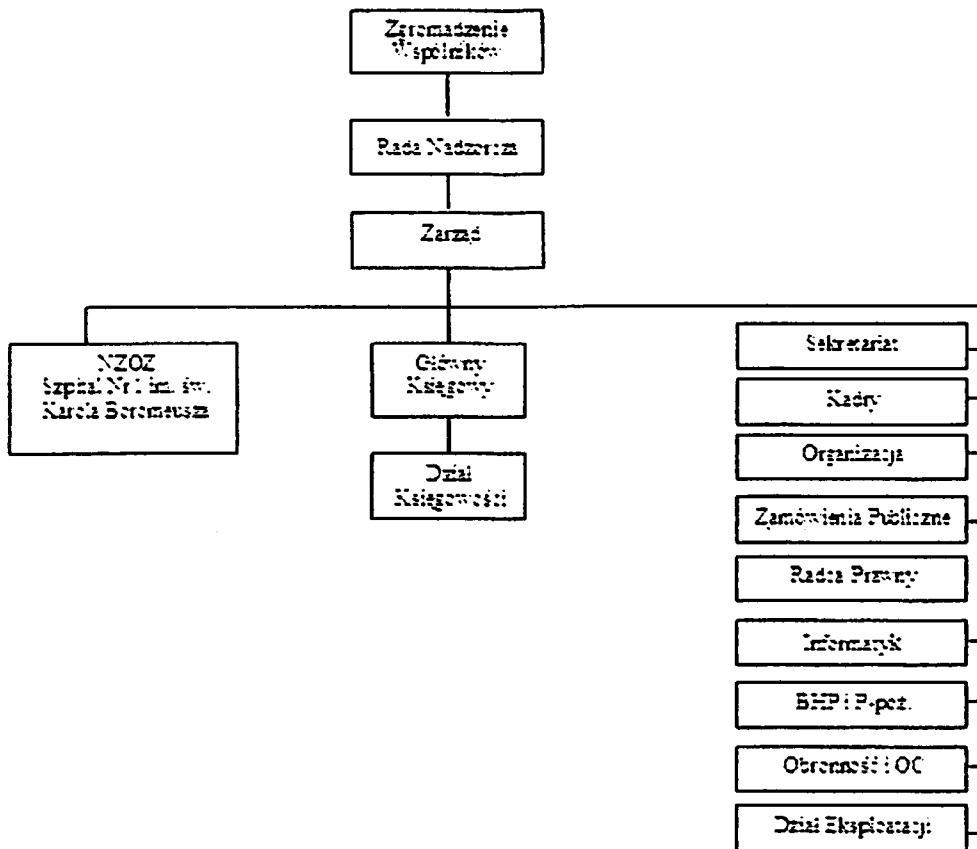 Zgromadzenie
Wspólników
Rada Nadzorcza
Zarząd
NZOZ
Szpital Nr 1 im. św.
Karola Boromeusza
Główny
Księgowy
Dział
Księgowości
Sekretariat
Kadry
Organizacja
Zamówienia Publiczne
Radca Prawny
Informatyk
BHP i P-poż.
Obronność i OC
Dział Eksploatacji